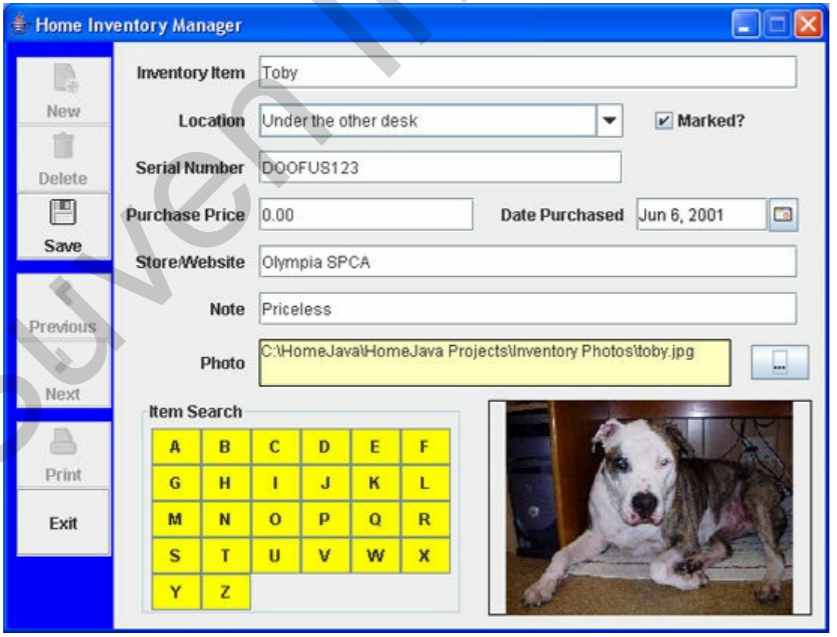 Home Inventory Manager
New
Delete
Save
Previous
Next
Print
Exit
Inventory Item Toby
Location Under the other desk Marked?
Serial Number DOOFUS123
Purchase Price 0.00 Date Purchased Jun 6, 2001
Store/Website Olympia SPCA
Note Priceless
Photo C:\HomeJava\HomeJava Projects\Inventory Photos\toby.jpg ...
Item Search
A B C D E F
G H I J K L
M N O P Q R
S T U V W X
Y Z